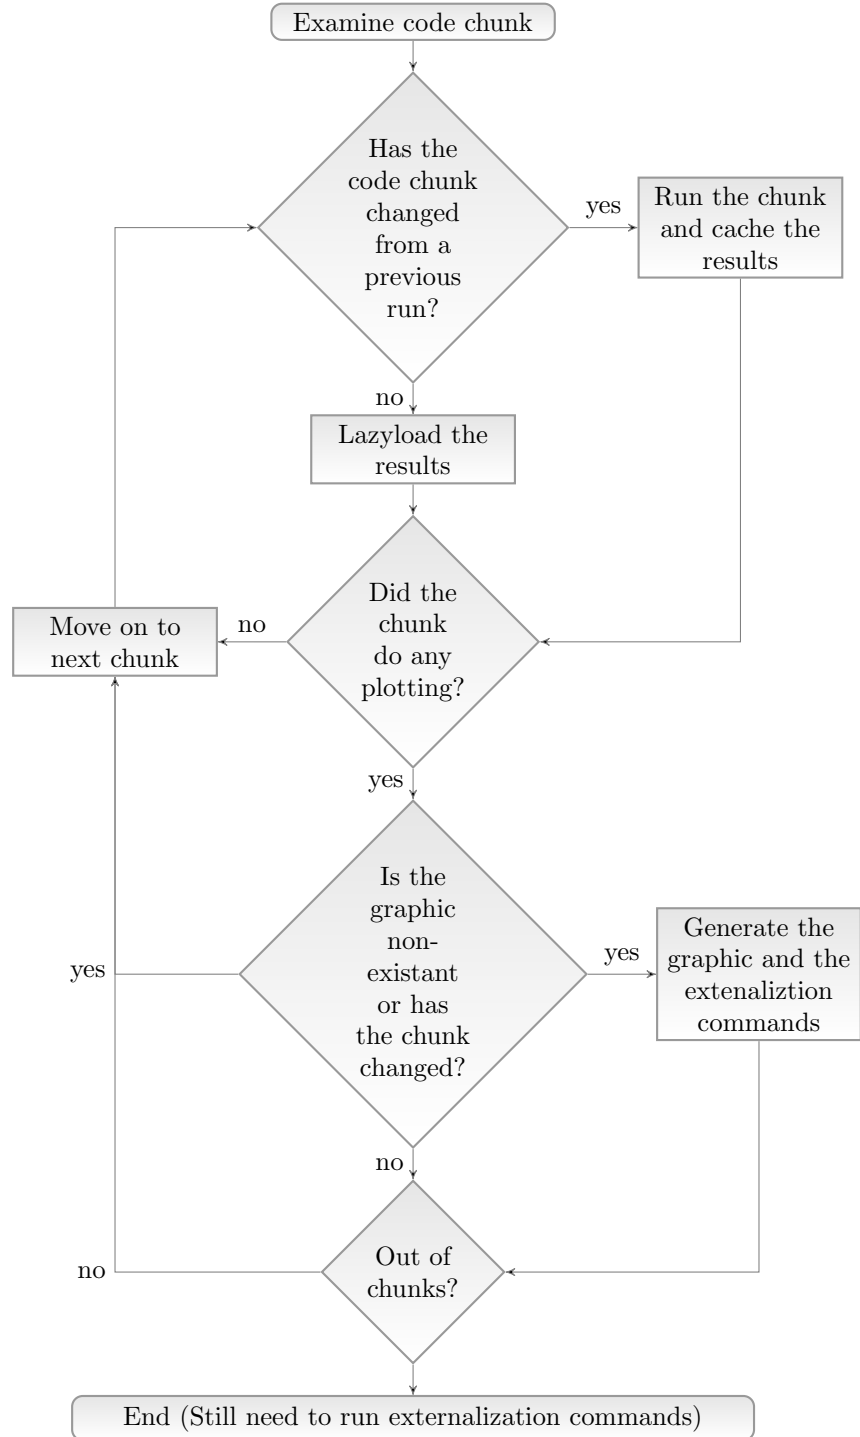 Examine code chunk
Has the
code chunk
changed
from a
previous
run?
yes
Run the chunk
and cache the
results
no
Lazyload the
results
Did the
chunk
do any
plotting?
no
Move on to
next chunk
yes
Is the
graphic
non-
existant
or has
the chunk
changed?
yes
yes
Generate the
graphic and the
extenaliztion
commands
no
Out of
chunks?
no
End (Still need to run externalization commands)